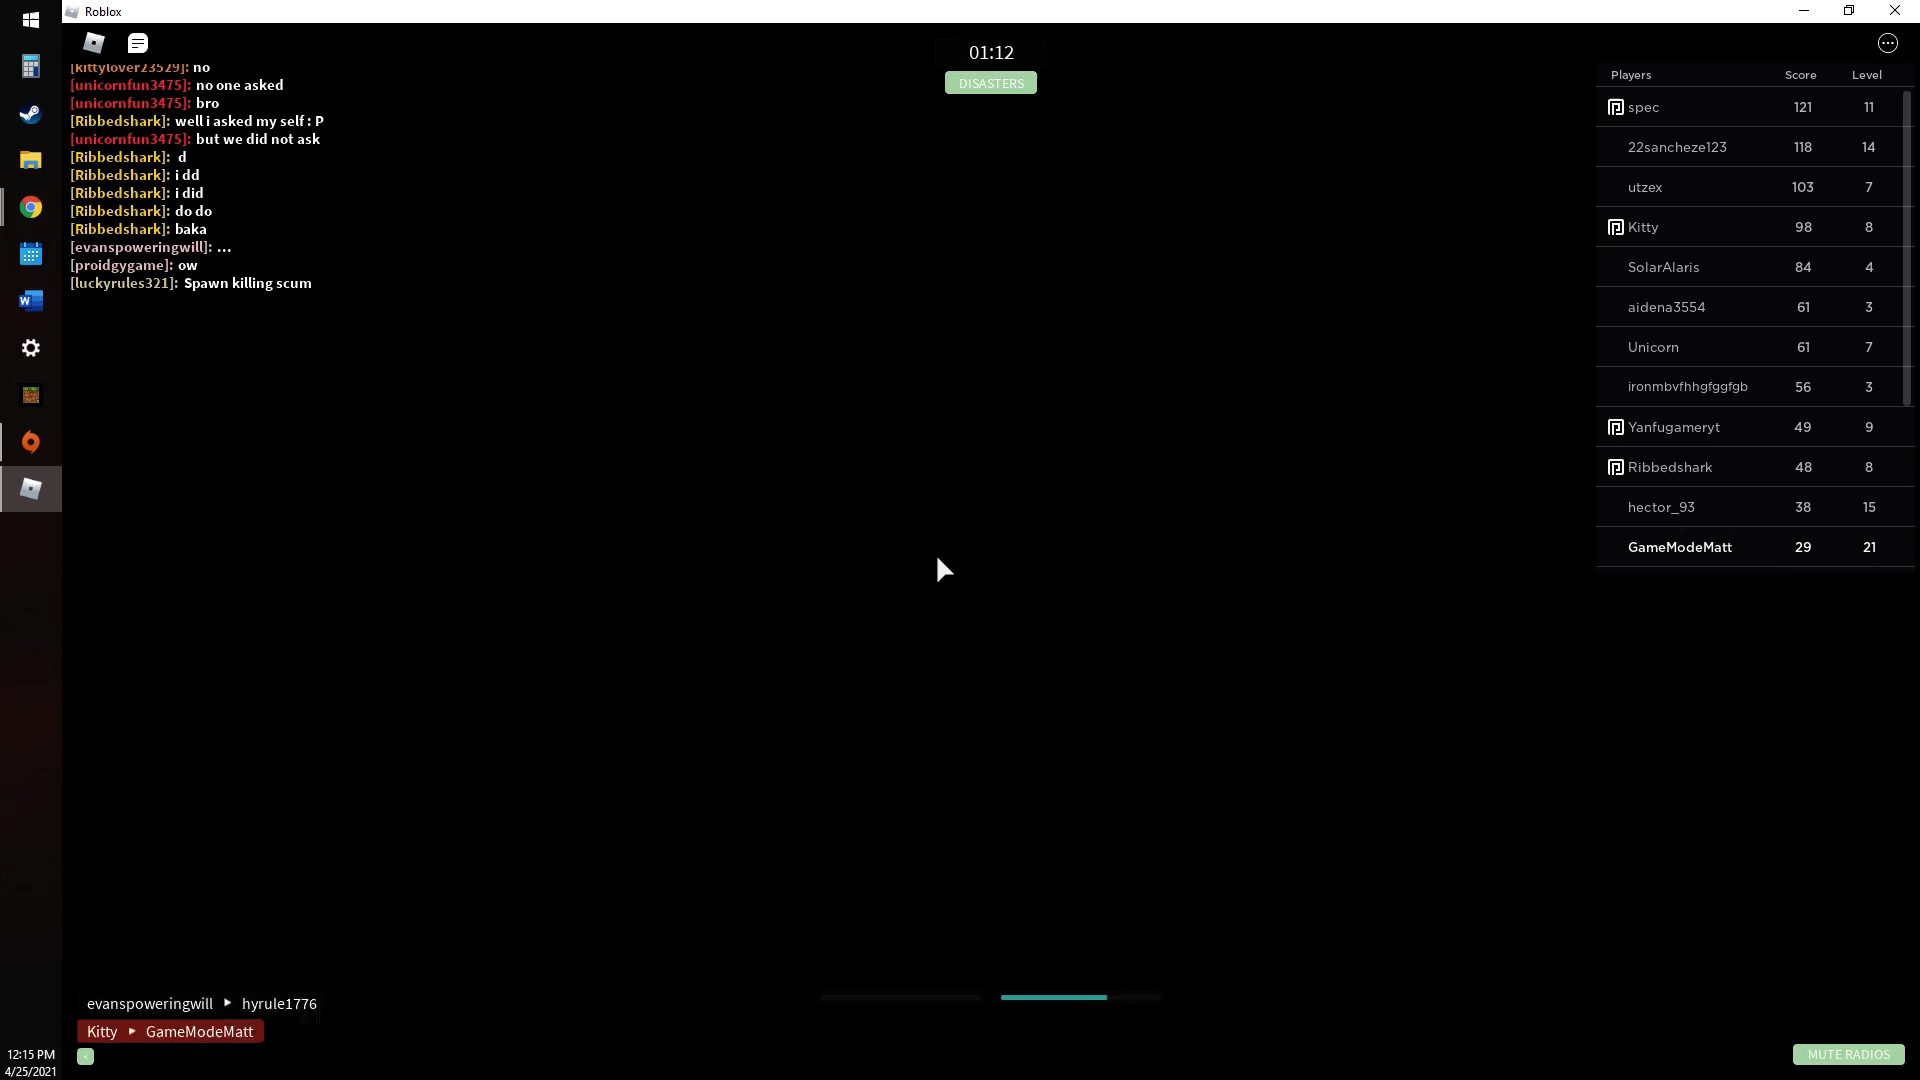 Roblox
01:12
DISASTERS
[kittylover23529]: no
[unicornfun3475]: no one asked
[unicornfun3475]: bro
[Ribbedshark]: well i asked my self : P
[unicornfun3475]: but we did not ask
[Ribbedshark]: d
[Ribbedshark]: i dd
[Ribbedshark]: i did
[Ribbedshark]: do do
[Ribbedshark]: baka
[evanspoweringwill]: ...
[proidgygame]: ow
[luckyrules321]: Spawn killing scum
Players Score Level
spec 121 11
22sancheze123 118 14
utzex 103 7
Kitty 98 8
SolarAlaris 84 4
aidena3554 61 3
Unicorn 61 7
ironmbvfhhgfggfgb 56 3
Yanfugameryt 49 9
Ribbedshark 48 8
hector_93 38 15
GameModeMatt 29 21
evanspoweringwill ▸ hyrule1776
Kitty ▸ GameModeMatt
<
MUTE RADIOS
12:15 PM
4/25/2021